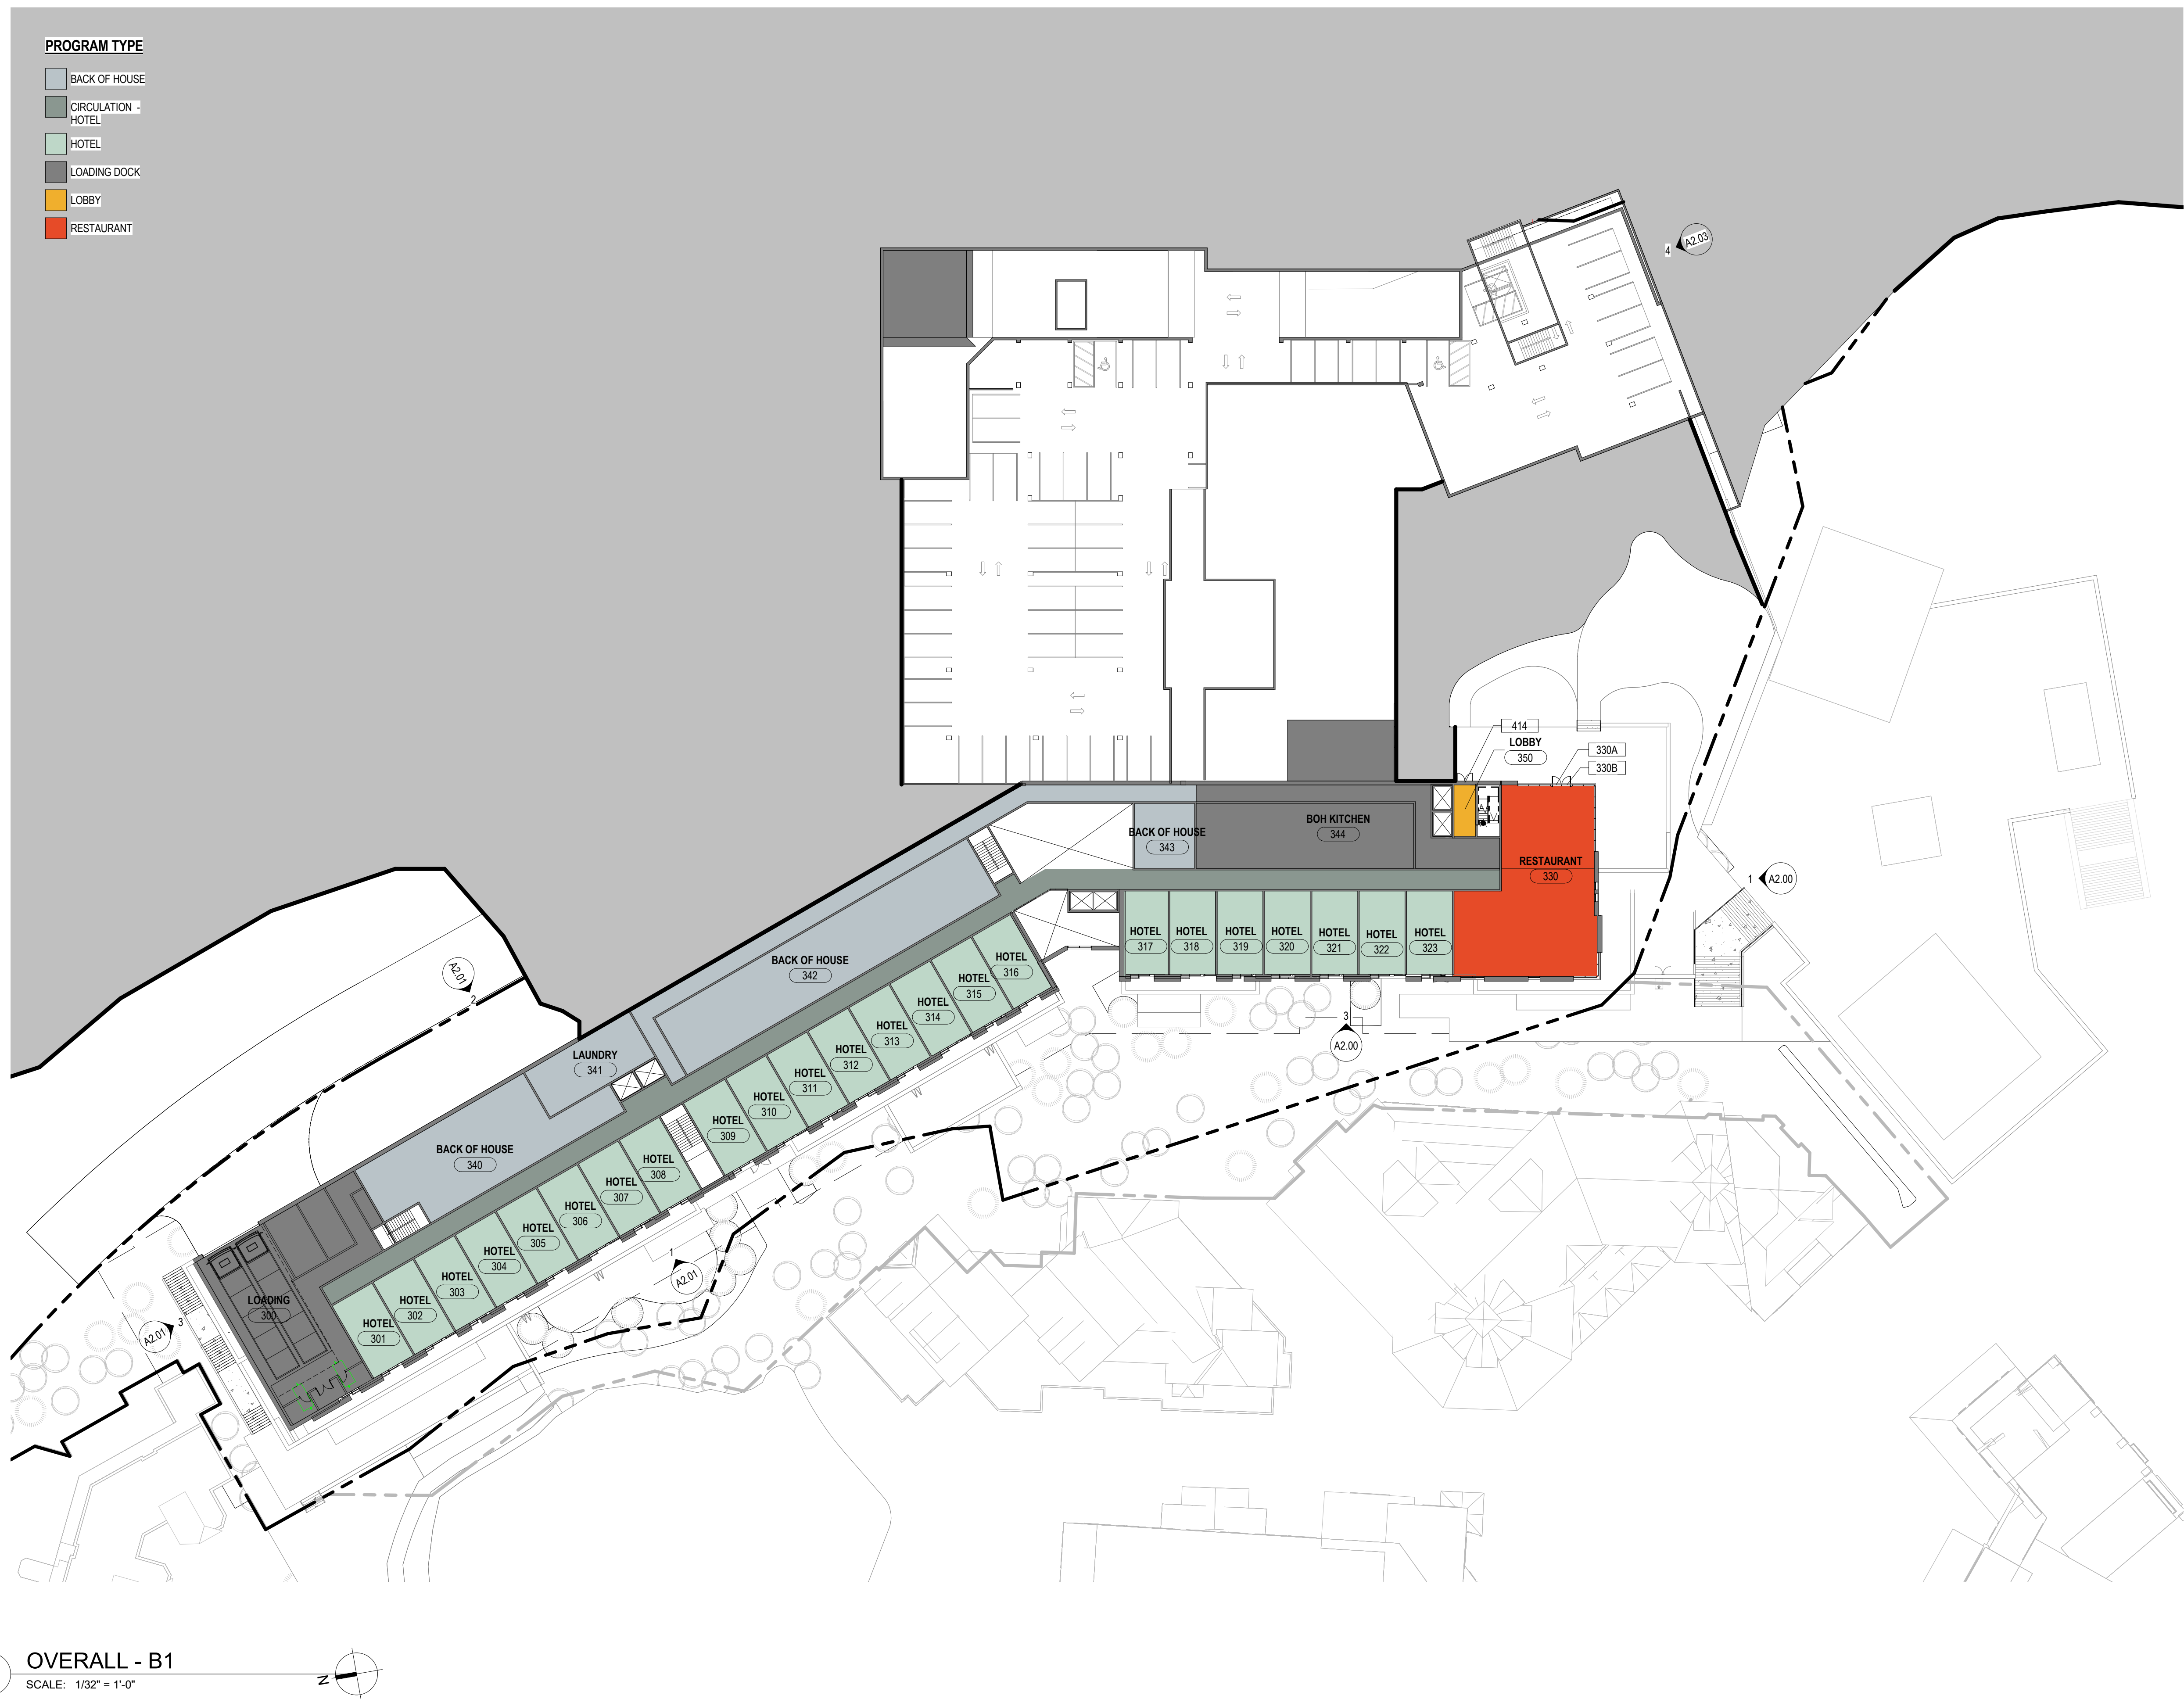 PROGRAM TYPE
BACK OF HOUSE
CIRCULATION -
HOTEL
HOTEL
LOADING DOCK
LOBBY
RESTAURANT
4
A2.03
414
LOBBY
350
330A
330B
BACK OF HOUSE
343
BOH KITCHEN
344
RESTAURANT
330
1
A2.00
HOTEL
317
HOTEL
318
HOTEL
319
HOTEL
320
HOTEL
321
HOTEL
322
HOTEL
323
A2.01
2
BACK OF HOUSE
342
HOTEL
316
HOTEL
315
HOTEL
314
HOTEL
313
HOTEL
312
HOTEL
311
HOTEL
310
HOTEL
309
3
A2.00
LAUNDRY
341
BACK OF HOUSE
340
HOTEL
308
HOTEL
307
HOTEL
306
HOTEL
305
HOTEL
304
HOTEL
303
HOTEL
302
HOTEL
301
1
A2.01
LOADING
300
3
A2.01
OVERALL - B1
SCALE: 1/32" = 1'-0"
N